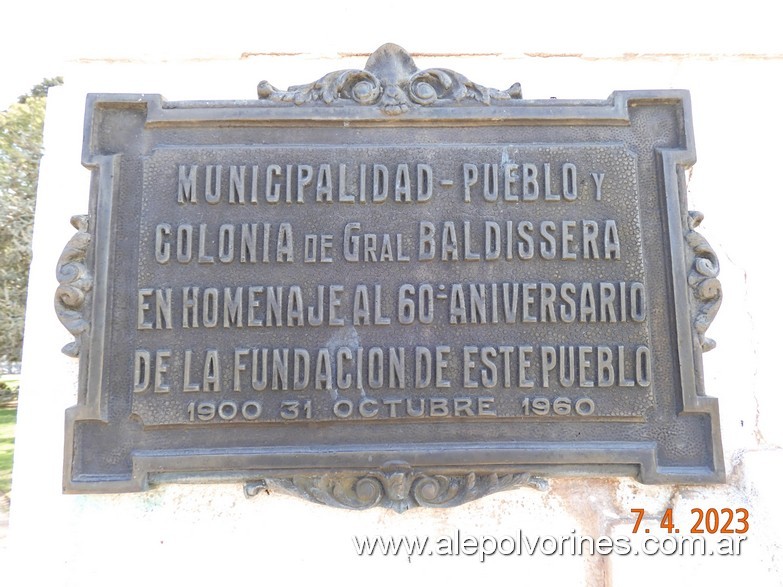 MUNICIPALIDAD - PUEBLO Y
COLONIA DE GRAL BALDISSERA
EN HOMENAJE AL 60º ANIVERSARIO
DE LA FUNDACION DE ESTE PUEBLO
1900 31 OCTUBRE 1960
7. 4. 2023
www.alepolvorines.com.ar